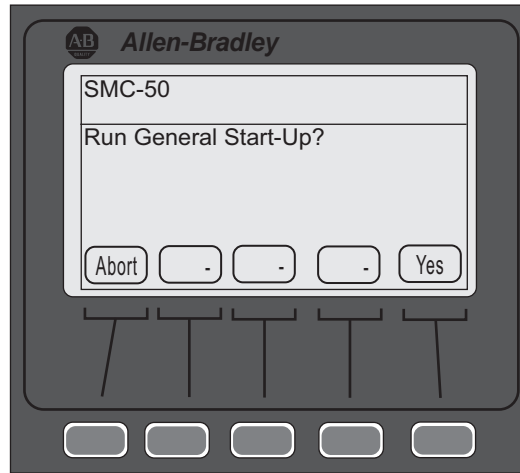 AB Allen-Bradley
SMC-50
Run General Start-Up?
Abort - - - Yes